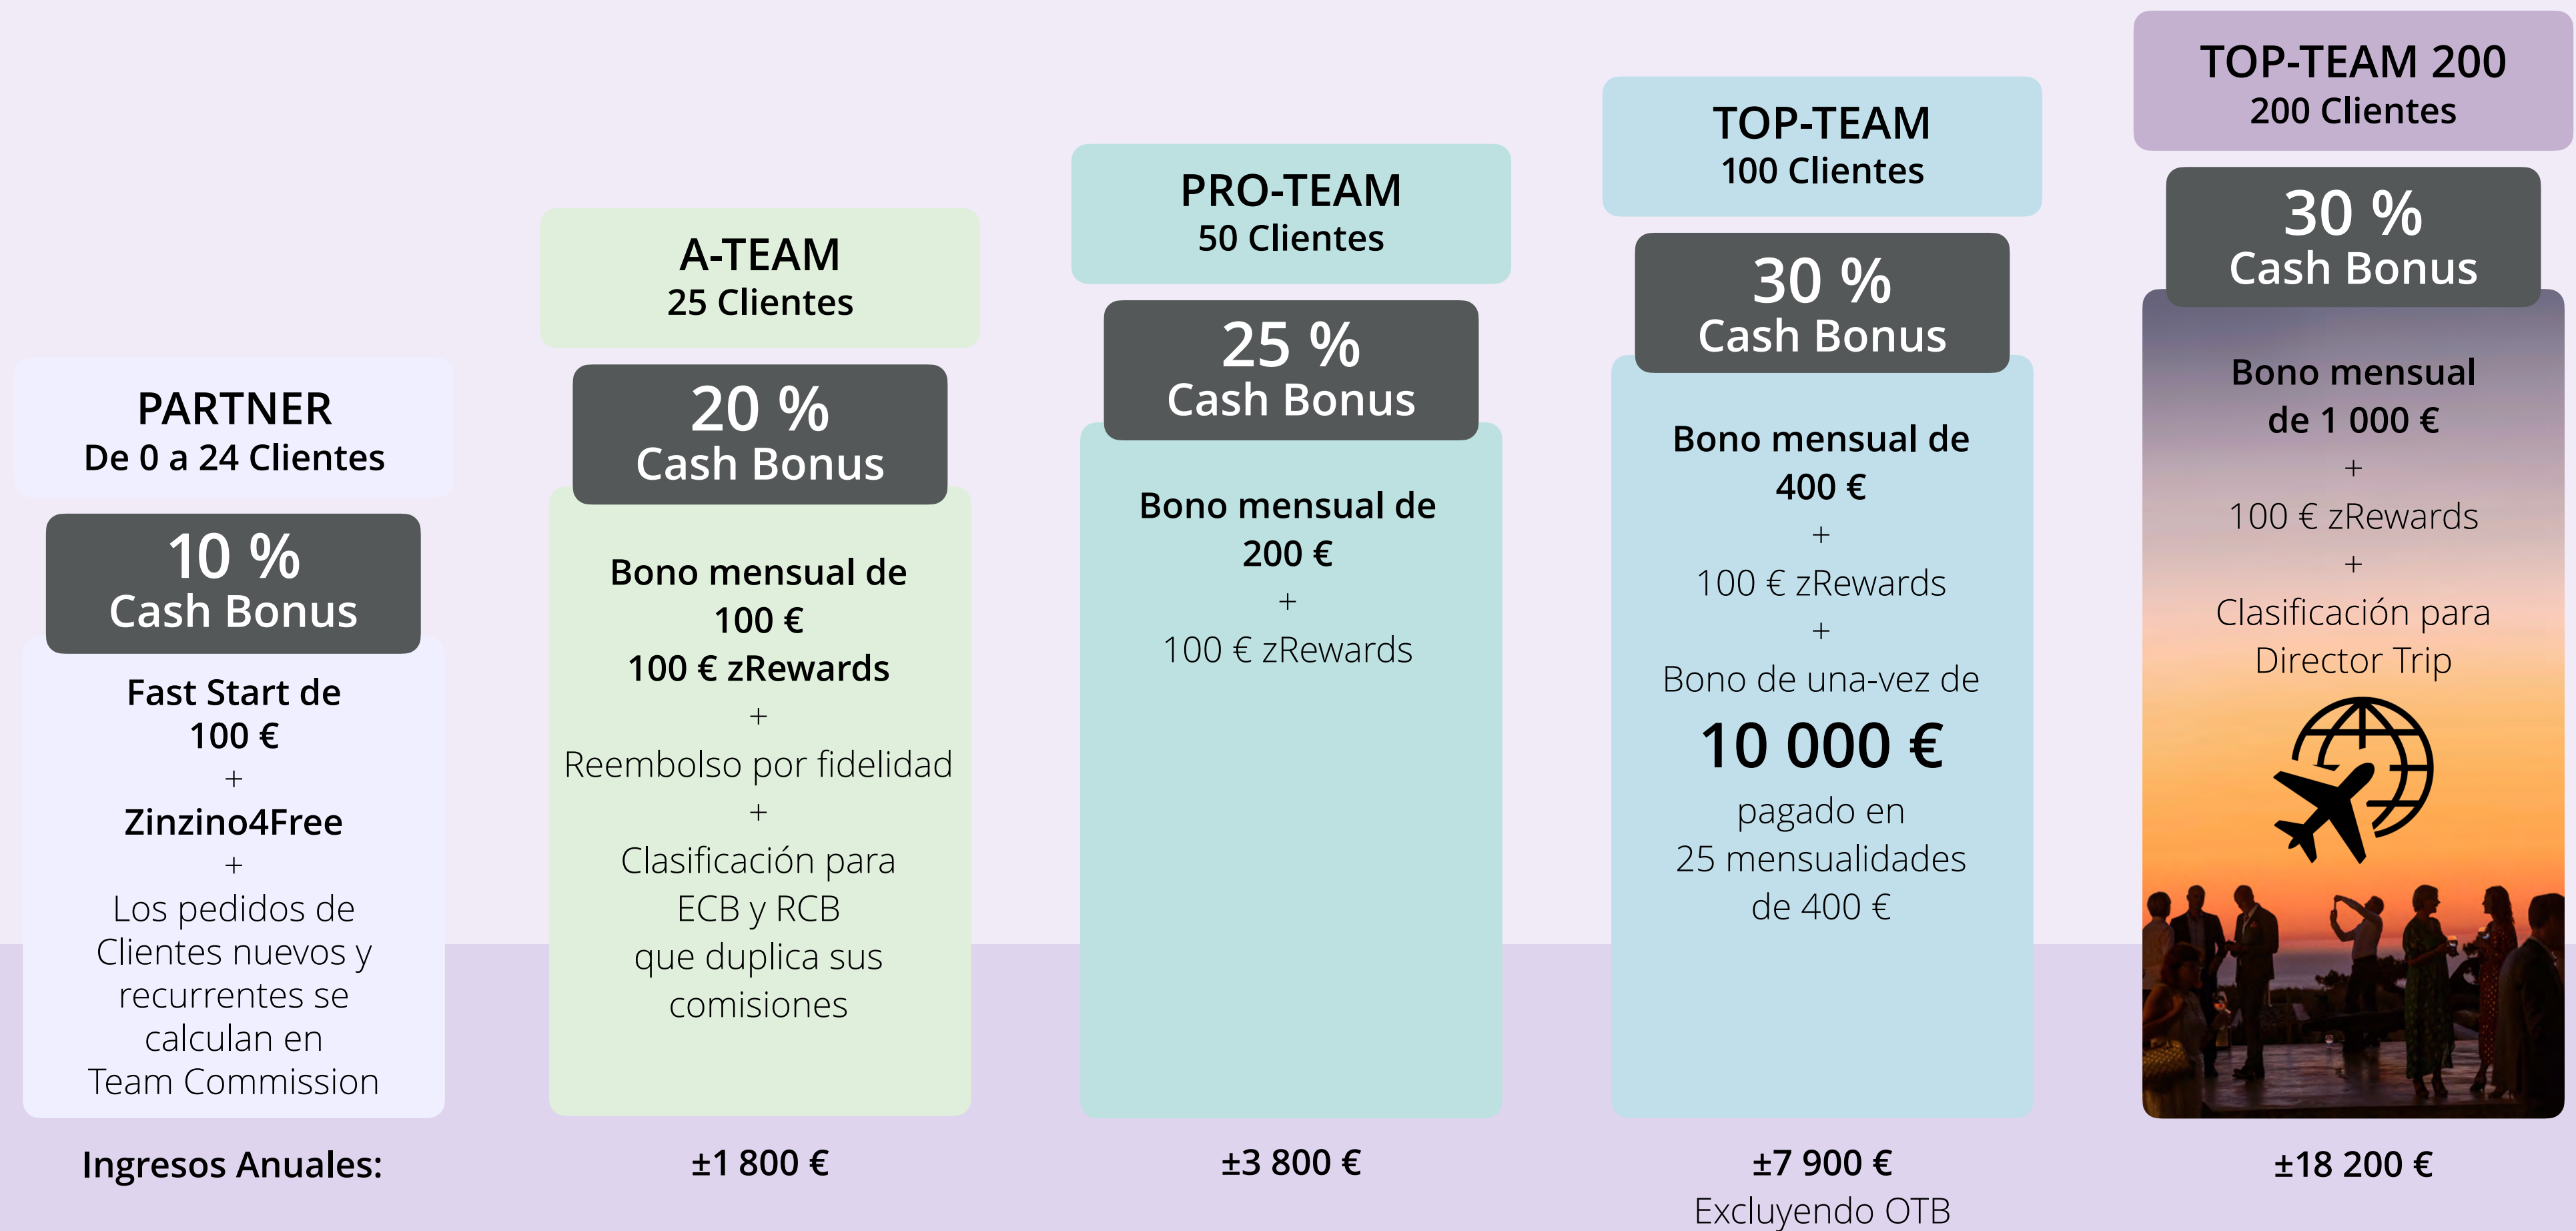 PARTNER
De 0 a 24 Clientes
10 %
Cash Bonus
Fast Start de
100 €
+
Zinzino4Free
+
Los pedidos de
Clientes nuevos y
recurrentes se
calculan en
Team Commission
Ingresos Anuales:
A-TEAM
25 Clientes
20 %
Cash Bonus
Bono mensual de
100 €
100 € zRewards
+
Reembolso por fidelidad
+
Clasificación para
ECB y RCB
que duplica sus
comisiones
±1 800 €
PRO-TEAM
50 Clientes
25 %
Cash Bonus
Bono mensual de
200 €
+
100 € zRewards
±3 800 €
TOP-TEAM
100 Clientes
30 %
Cash Bonus
Bono mensual de
400 €
+
100 € zRewards
+
Bono de una-vez de
10 000 €
pagado en
25 mensualidades
de 400 €
±7 900 €
Excluyendo OTB
TOP-TEAM 200
200 Clientes
30 %
Cash Bonus
Bono mensual
de 1 000 €
+
100 € zRewards
+
Clasificación para
Director Trip
±18 200 €